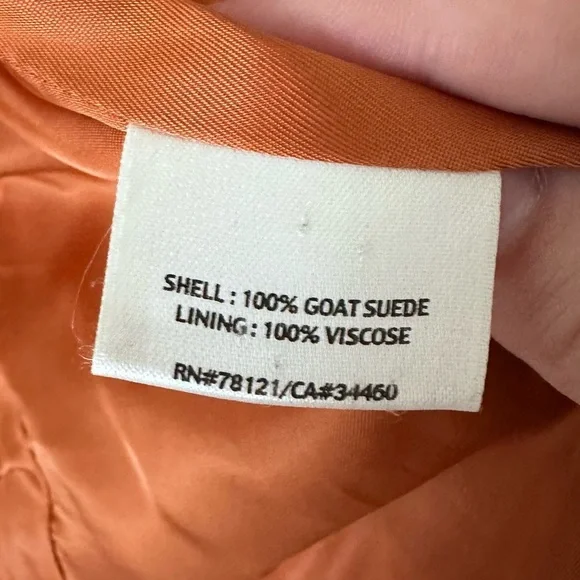 SHELL : 100% GOAT SUEDE
LINING : 100% VISCOSE
RN#78121/CA#34460